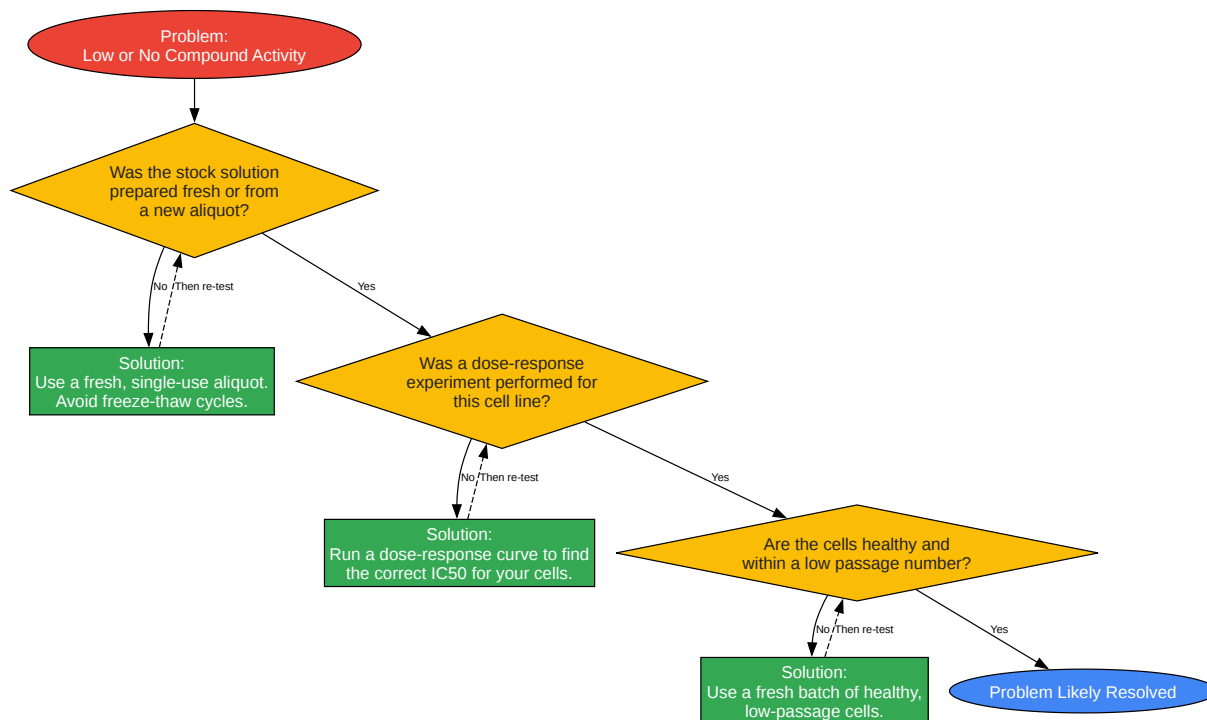 Problem:
Low or No Compound Activity
Was the stock solution
prepared fresh or from
a new aliquot?
No
Then re-test
Yes
Solution:
Use a fresh, single-use aliquot.
Avoid freeze-thaw cycles.
Was a dose-response
experiment performed for
this cell line?
No
Then re-test
Yes
Solution:
Run a dose-response curve to find
the correct IC50 for your cells.
Are the cells healthy and
within a low passage number?
No
Then re-test
Yes
Solution:
Use a fresh batch of healthy,
low-passage cells.
Problem Likely Resolved